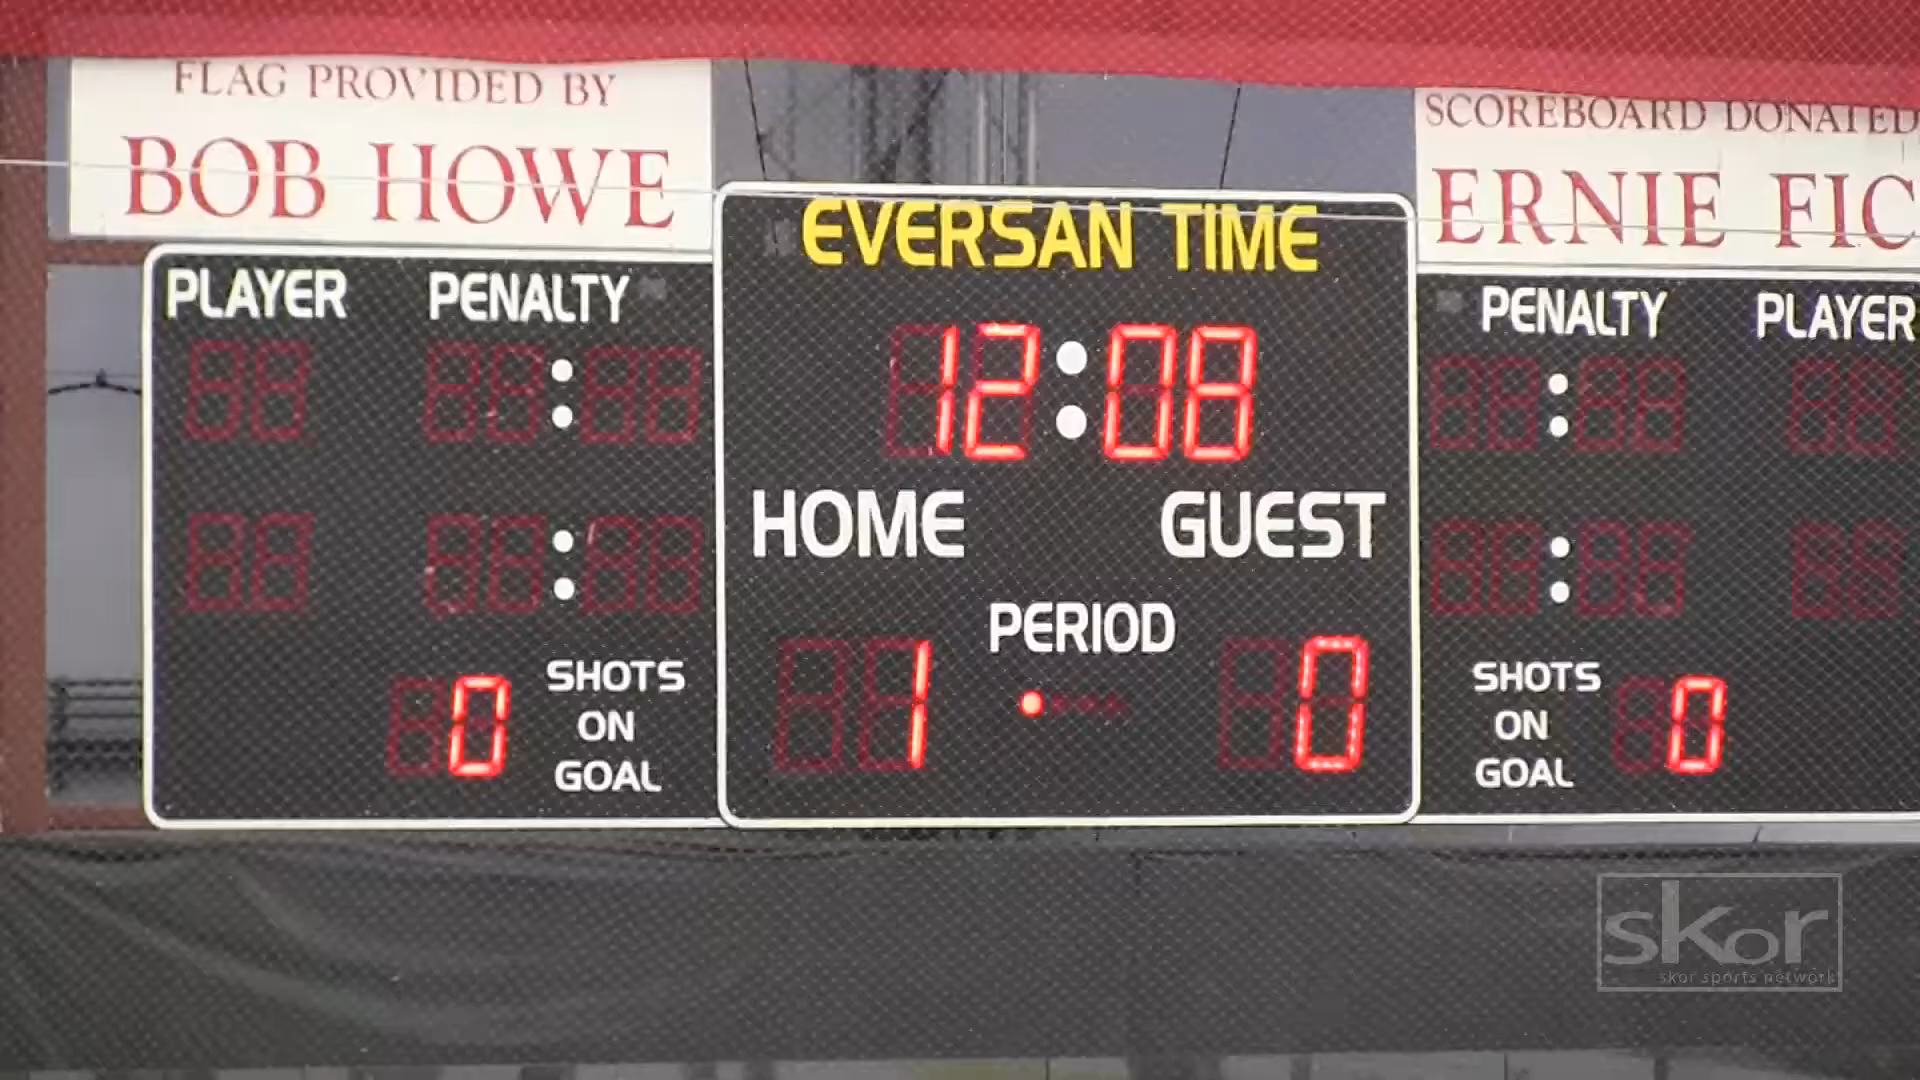 FLAG PROVIDED BY
BOB HOWE
SCOREBOARD DONATED
ERNIE FIC
EVERSAN TIME
PLAYER PENALTY
12:08
PENALTY PLAYER
HOME GUEST
PERIOD
1 0
0 SHOTS ON GOAL
SHOTS ON GOAL 0
skor
skor sports network